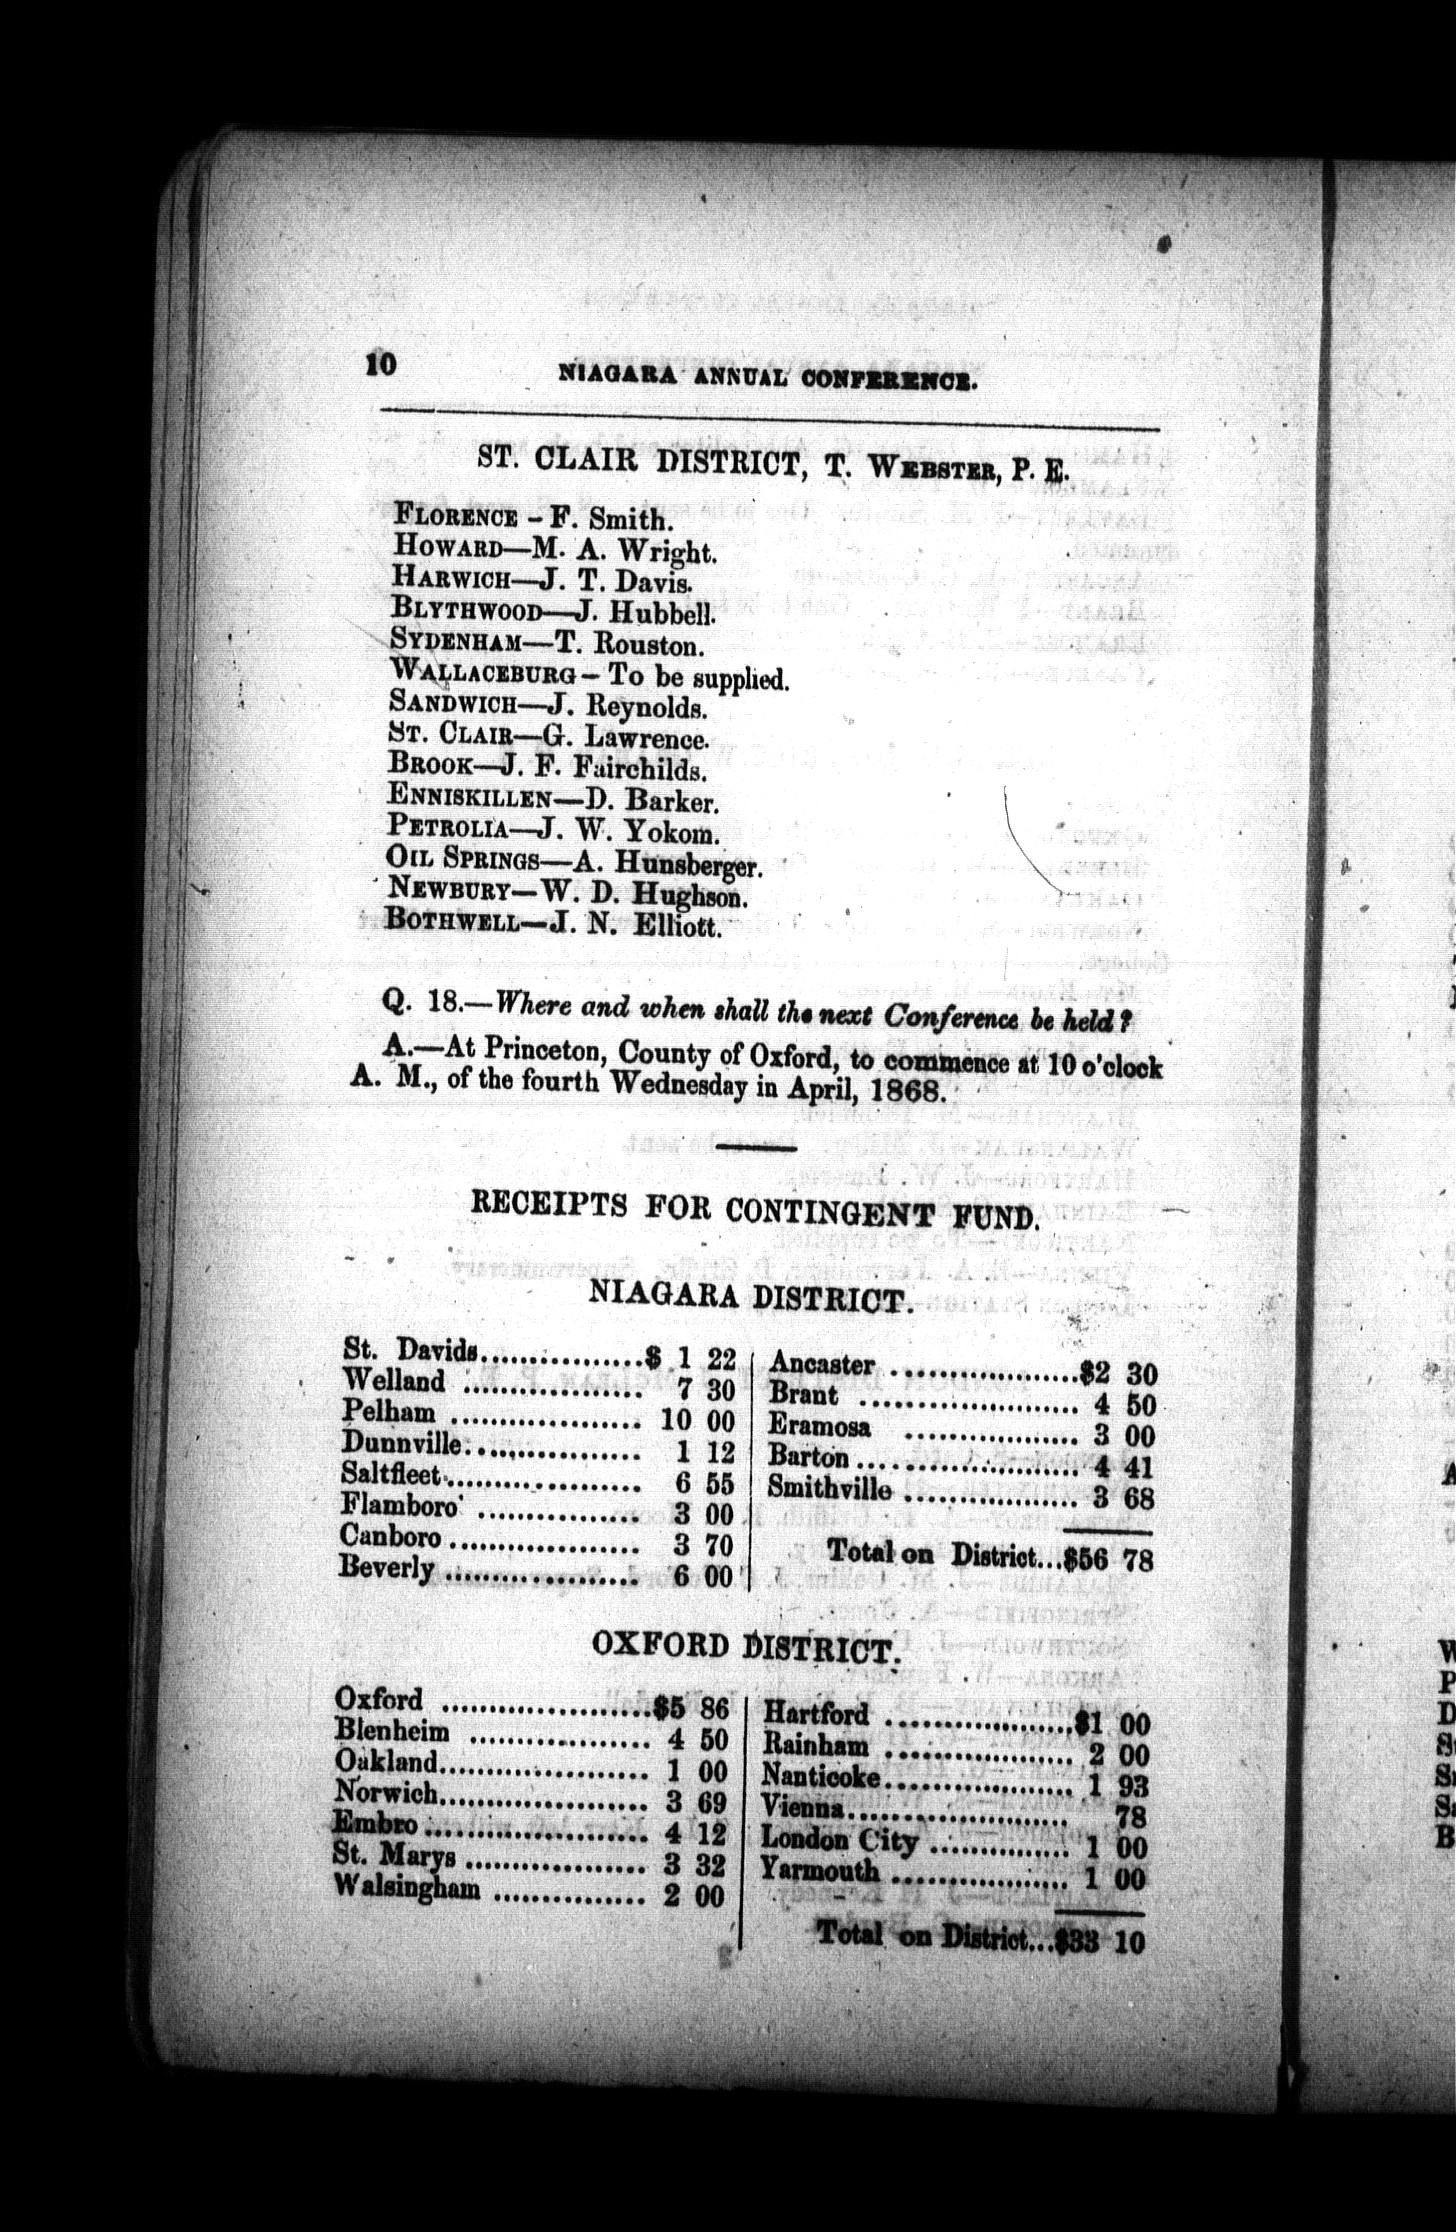 10
NIAGARA ANNUAL CONFERENCE.
ST. CLAIR DISTRICT, T. WEBSTER, P. E.
FLORENCE - F. Smith.
HOWARD—M. A. Wright.
HARWICH—J. T. Davis.
BLYTHWOOD—J. Hubbell.
SYDENHAM—T. Rouston.
WALLACEBURG - To be supplied.
SANDWICH—J. Reynolds.
ST. CLAIR—G. Lawrence.
BROOK—J. F. Fairchilds.
ENNISKILLEN—D. Barker.
PETROLIA—J. W. Yokom.
OIL SPRINGS—A. Hunsberger.
NEWBURY—W. D. Hughson.
BOTHWELL—J. N. Elliott.
Q. 18.—Where and when shall the next Conference be held?
A.—At Princeton, County of Oxford, to commence at 10 o'clock
A. M., of the fourth Wednesday in April, 1868.
RECEIPTS FOR CONTINGENT FUND.
NIAGARA DISTRICT.
St. Davids.................$ 1 22
Welland ................... 7 30
Pelham .................... 10 00
Dunnville.................. 1 12
Saltfleet..................... 6 55
Flamboro' ................. 3 00
Canboro .................... 3 70
Beverly ..................... 6 00
Ancaster ....................$2 30
Brant ....................... 4 50
Eramosa ................... 3 00
Barton ........................ 4 41
Smithville ................... 3 68
Total on District...$56 78
OXFORD DISTRICT.
Oxford .......................$5 86
Blenheim ................... 4 50
Oakland....................... 1 00
Norwich....................... 3 69
Embro ........................ 4 12
St. Marys .................... 3 32
Walsingham ................ 2 00
Hartford ....................$1 00
Rainham .................... 2 00
Nanticoke.................... 1 93
Vienna........................ 78
London City ............... 1 00
Yarmouth ................... 1 00
Total on District...$33 10